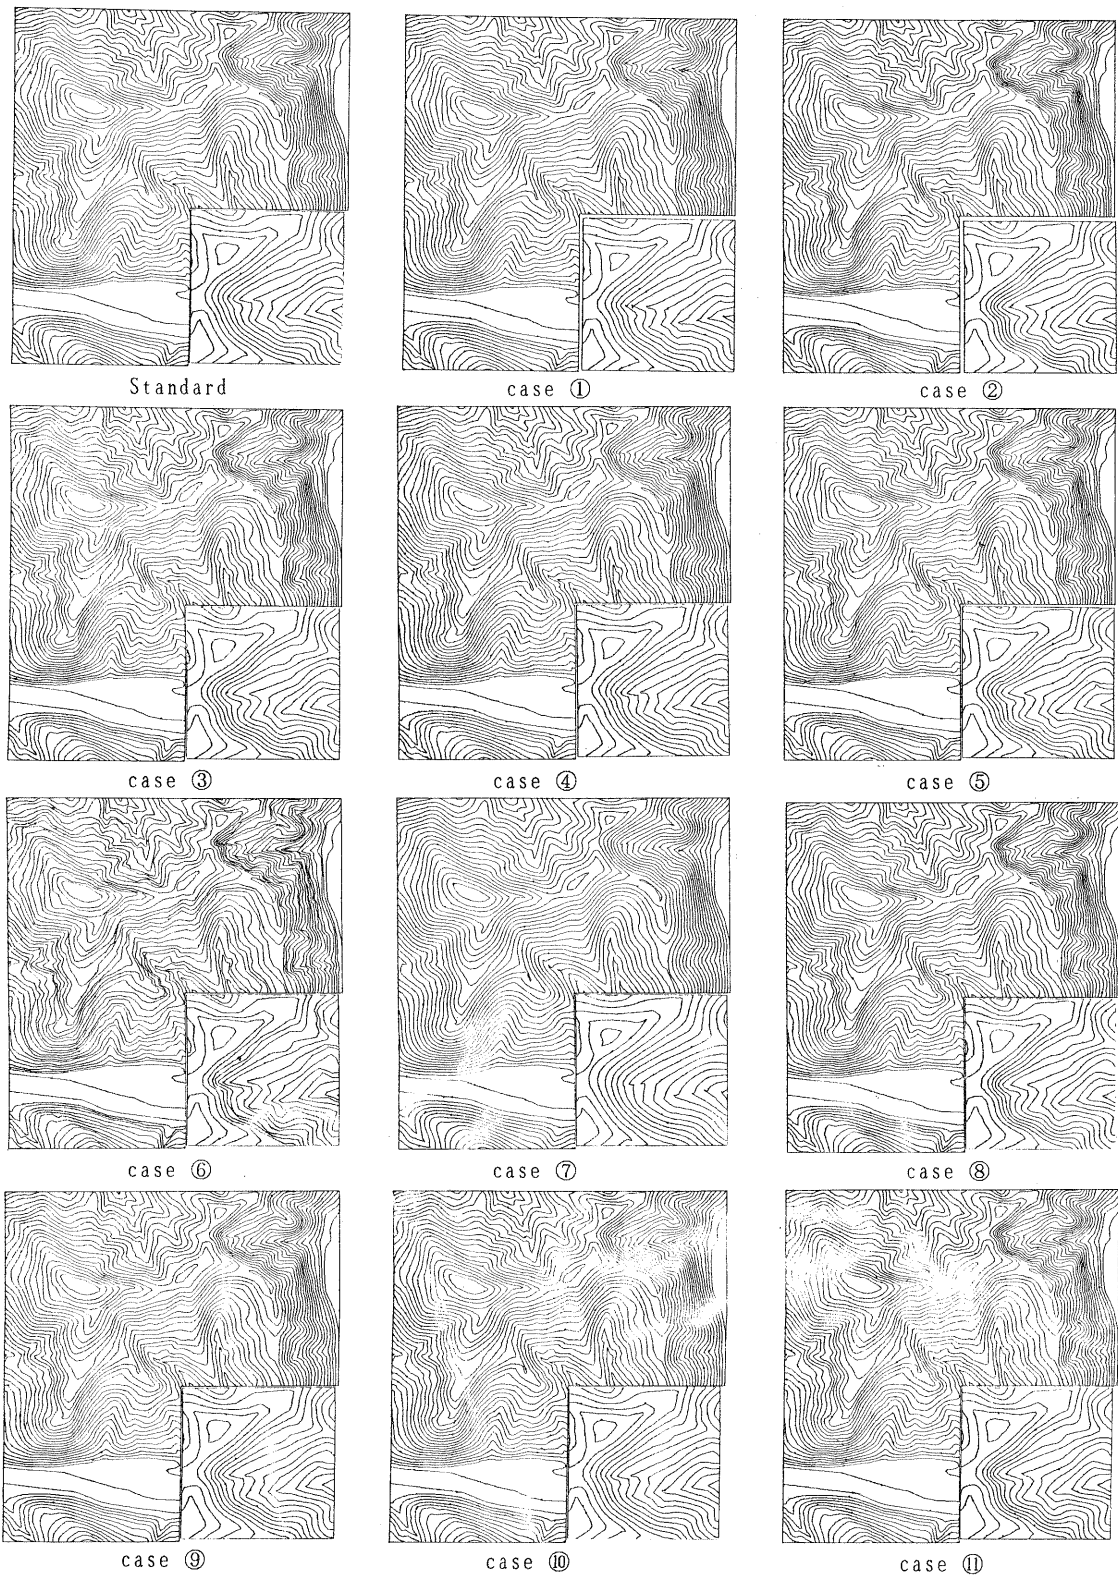 Standard
case ①
case ②
case ③
case ④
case ⑤
case ⑥
case ⑦
case ⑧
case ⑨
case ⑩
case ⑪